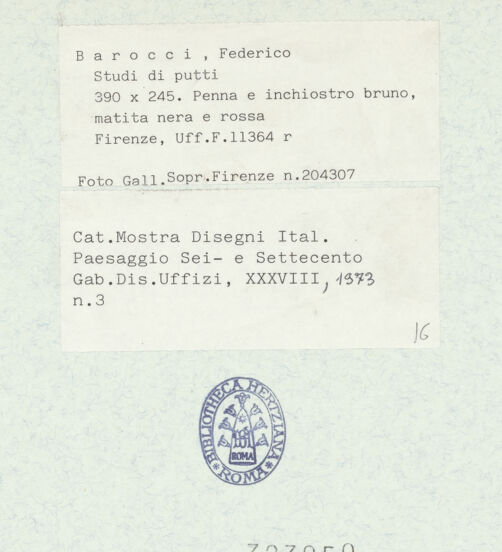 B a r o c c i , Federico
Studi di putti
390 x 245. Penna e inchiostro bruno,
matita nera e rossa
Firenze, Uff.F.11364 r
Foto Gall.Sopr.Firenze n.204307
Cat.Mostra Disegni Ital.
Paesaggio Sei- e Settecento
Gab.Dis.Uffizi, XXXVIII, 1973
n.3
16
BIBLIOTHECA HERTZIANA
ROMA
ROMA